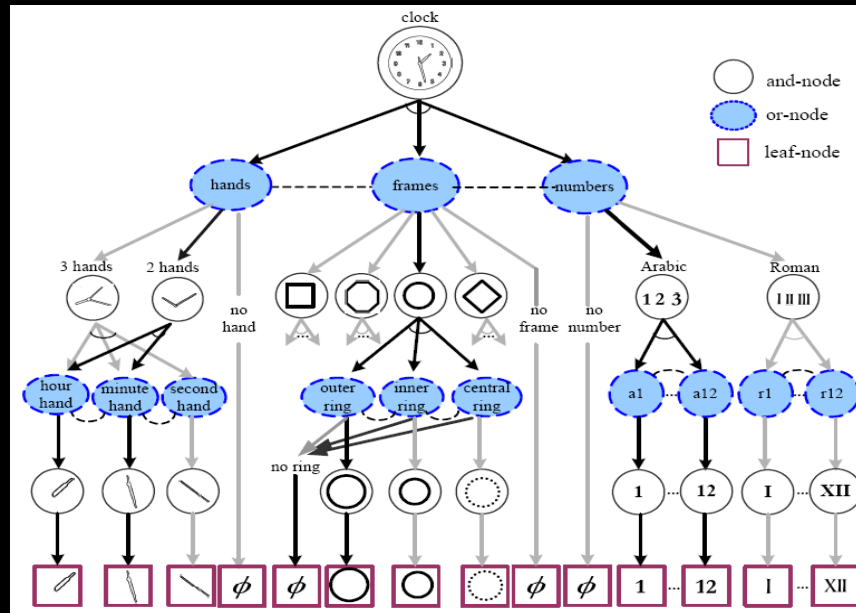 clock
and-node
or-node
leaf-node
hands
frames
numbers
3 hands
2 hands
Arabic
Roman
1 2 3
I II III
no
hand
no
frame
no
number
hour
hand
minute
hand
second
hand
outer
ring
inner
ring
central
ring
a1
...
a12
r1
...
r12
no ring
...
...
...
1
...
12
I
...
XII
ϕ
ϕ
ϕ
ϕ
1
...
12
I
...
XII